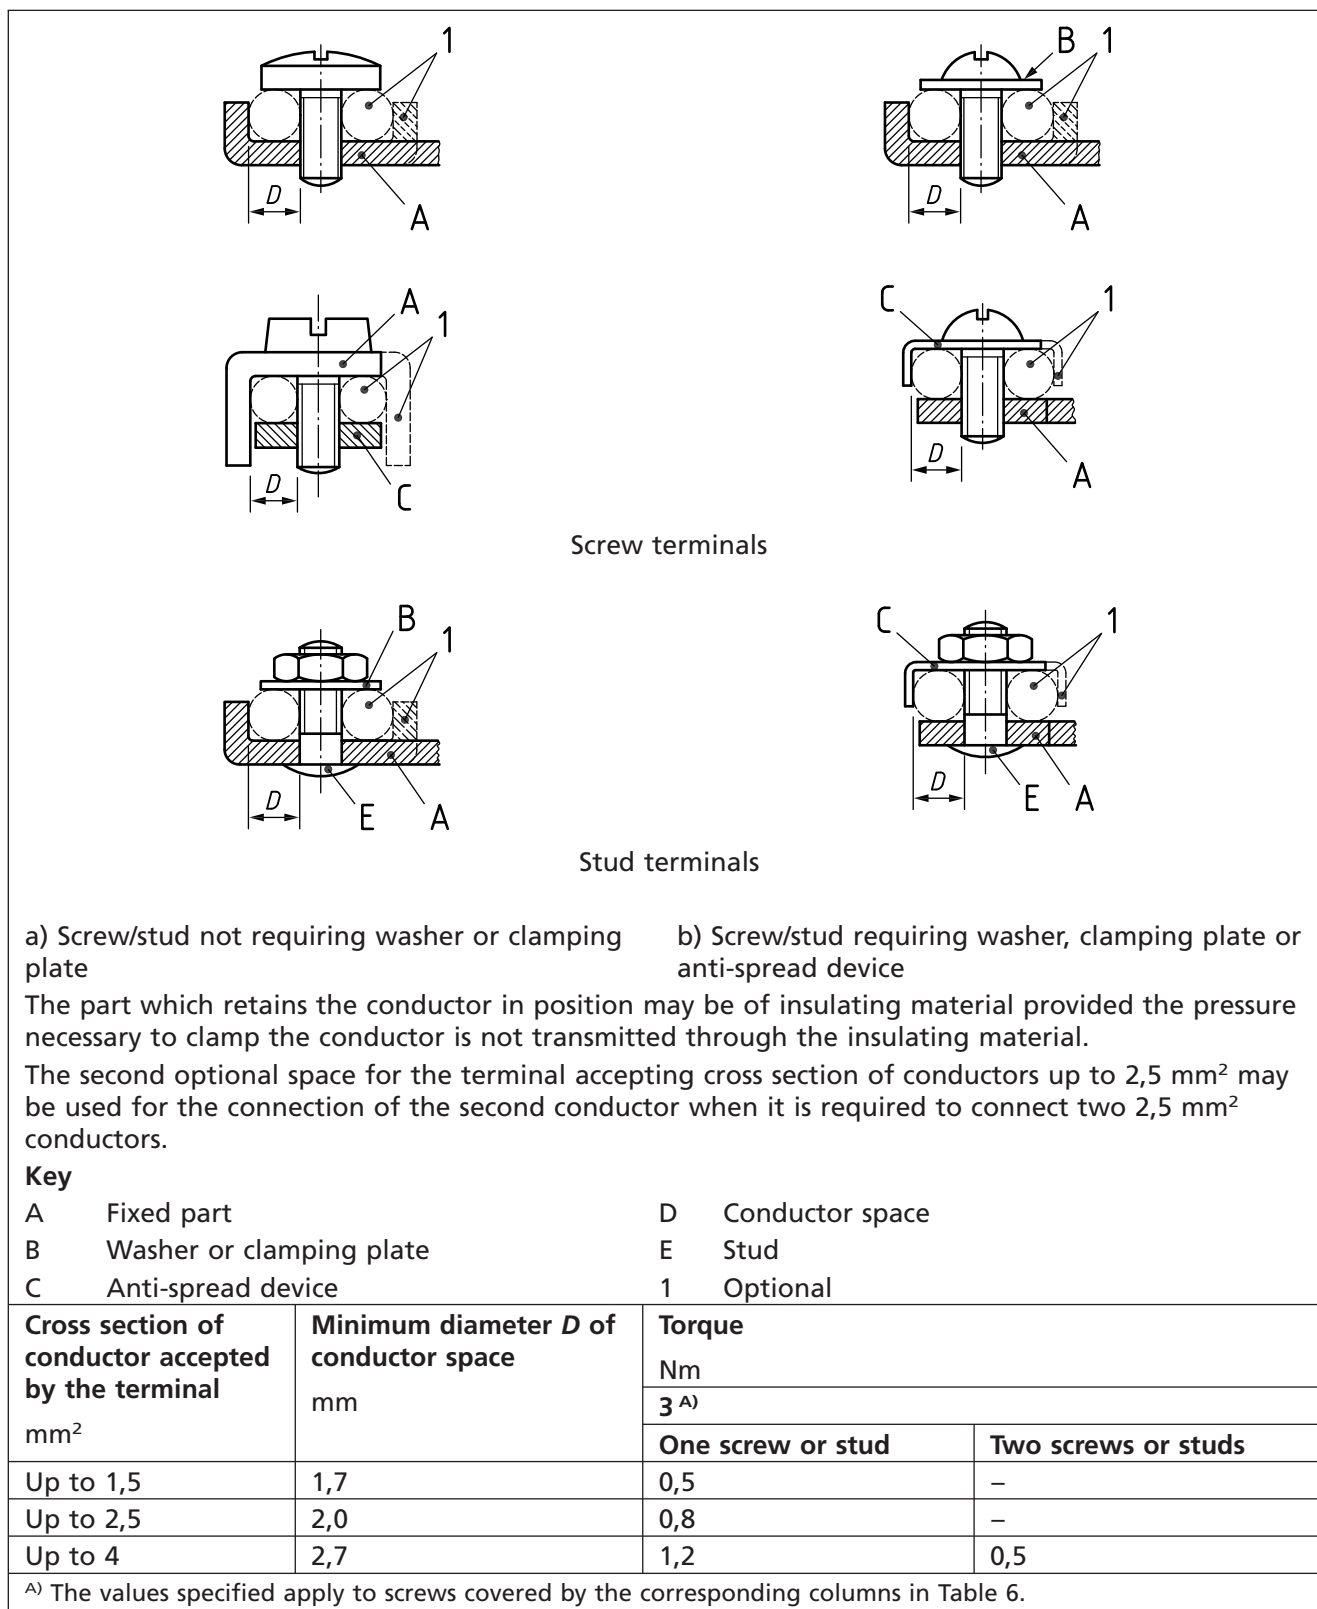 1
B 1
D
A
D
A
A
1
C 1
D
C
D
A
Screw terminals
B
1
C 1
D
E A
D
E A
Stud terminals
a) Screw/stud not requiring washer or clamping
plate
b) Screw/stud requiring washer, clamping plate or
anti-spread device
The part which retains the conductor in position may be of insulating material provided the pressure
necessary to clamp the conductor is not transmitted through the insulating material.
The second optional space for the terminal accepting cross section of conductors up to 2,5 mm² may
be used for the connection of the second conductor when it is required to connect two 2,5 mm²
conductors.
Key
A Fixed part
D Conductor space
B Washer or clamping plate
E Stud
C Anti-spread device
1 Optional
Cross section of
conductor accepted
by the terminal
mm²
Minimum diameter D of
conductor space
mm
Torque
Nm
3 A)
One screw or stud
Two screws or studs
Up to 1,5 1,7 0,5 –
Up to 2,5 2,0 0,8 –
Up to 4 2,7 1,2 0,5
A) The values specified apply to screws covered by the corresponding columns in Table 6.